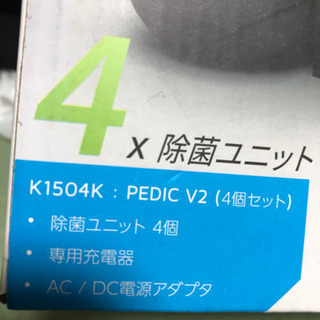 4 x 除菌ユニット
K1504K : PEDIC V2 (4個セット)
• 除菌ユニット 4個
• 専用充電器
• AC / DC電源アダプタ